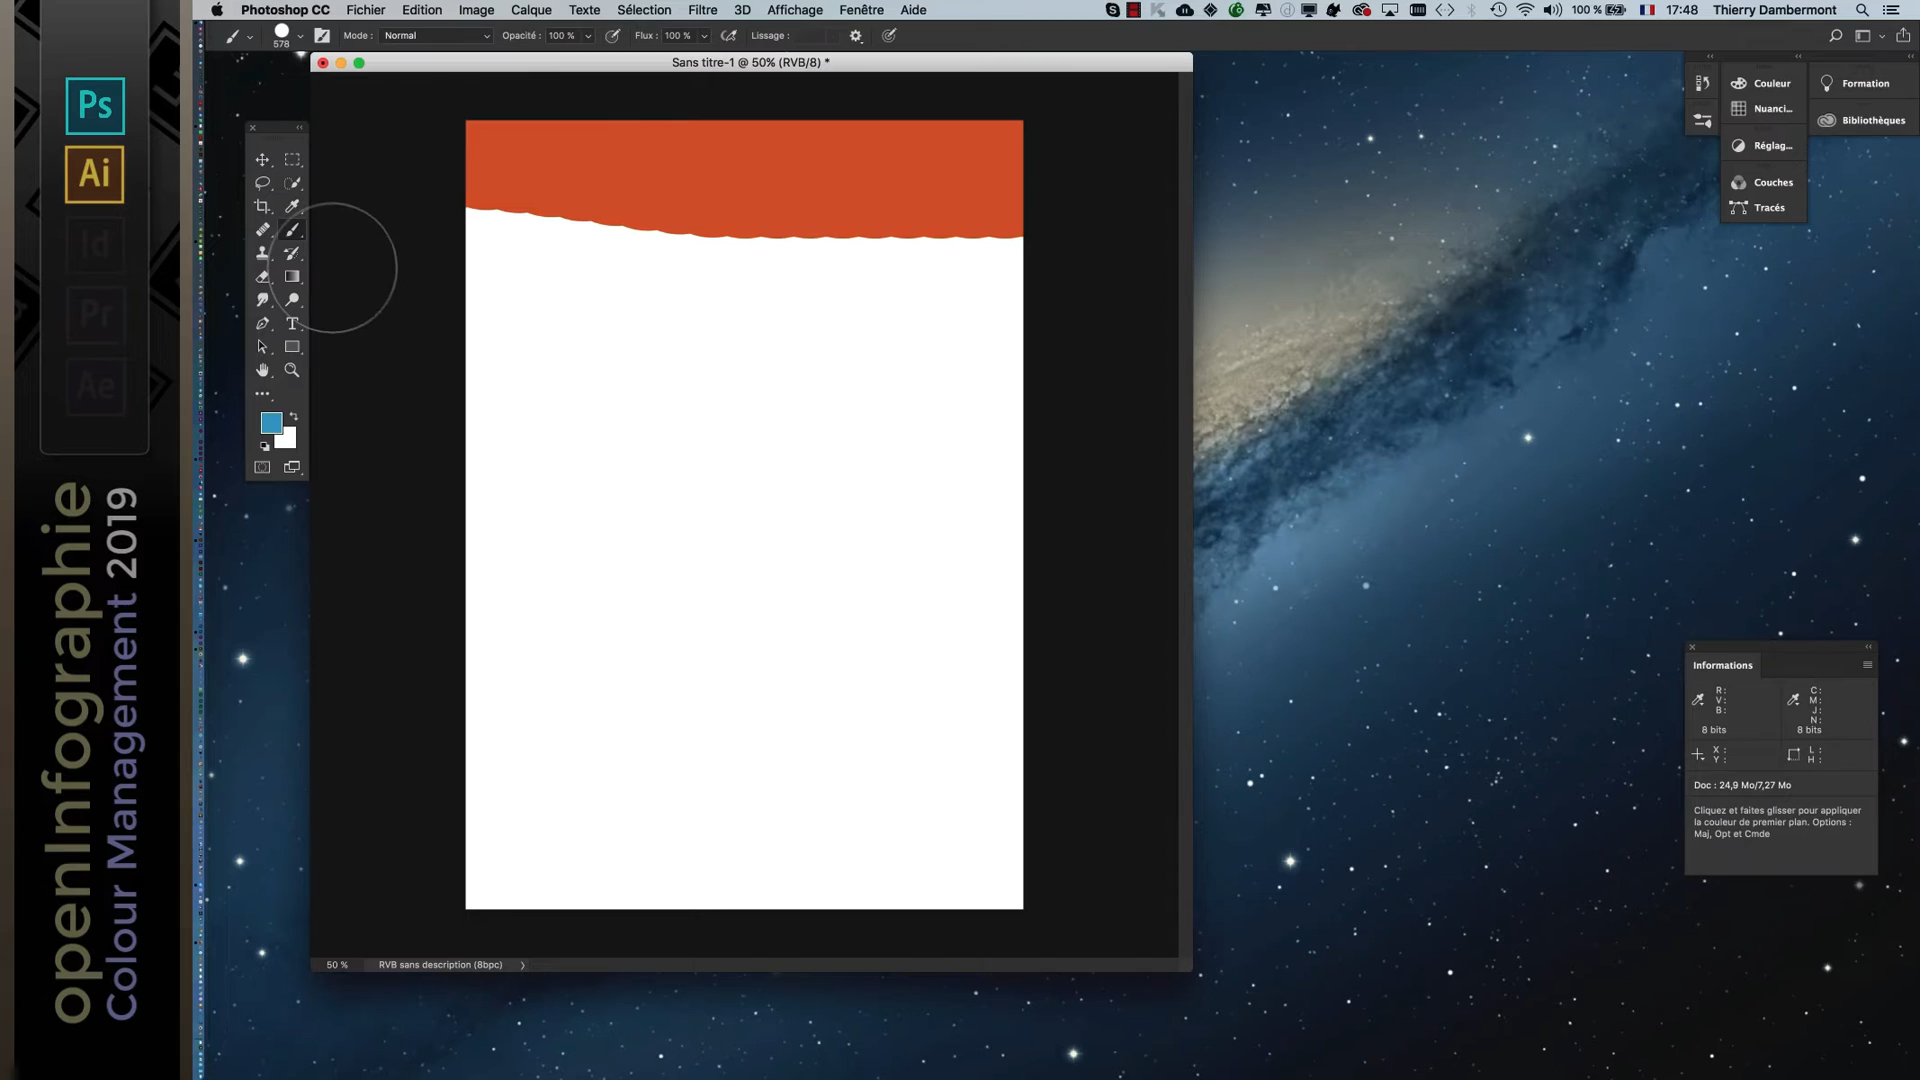 Photoshop CC Fichier Edition Image Calque Texte Sélection Filtre 3D Affichage Fenêtre Aide
100 % 17:48 Thierry Dambermont
578 Mode : Normal Opacité : 100 % Flux : 100 % Lissage :
Sans titre-1 @ 50% (RVB/8) *
Ps
Ai
Id
Pr
Ae
openInfographie
Colour Management 2019
T
Couleur
Nuanci...
Réglag...
Couches
Tracés
Formation
Bibliothèques
Informations
R : C :
V : M :
B : J :
N :
8 bits 8 bits
X : L :
Y : H :
Doc : 24,9 Mo/7,27 Mo
Cliquez et faites glisser pour appliquer
la couleur de premier plan. Options :
Maj, Opt et Cmde
50 % RVB sans description (8bpc)